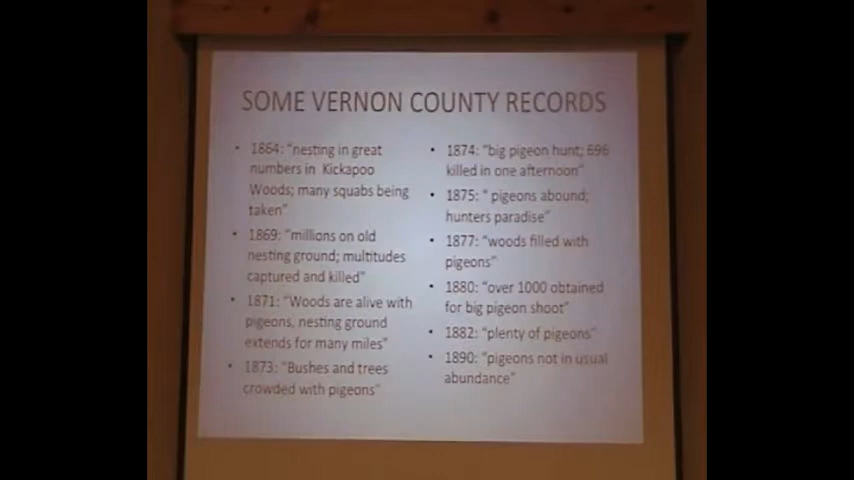 SOME VERNON COUNTY RECORDS
• 1864: "nesting in great
numbers in Kickapoo
Woods; many squabs being
taken"
• 1869: "millions on old
nesting ground; multitudes
captured and killed"
• 1871: "Woods are alive with
pigeons, nesting ground
extends for many miles"
• 1873: "Bushes and trees
crowded with pigeons"
• 1874: "big pigeon hunt; 696
killed in one afternoon"
• 1875: " pigeons abound;
hunters paradise"
• 1877: "woods filled with
pigeons"
• 1880: "over 1000 obtained
for big pigeon shoot"
• 1882: "plenty of pigeons"
• 1890: "pigeons not in usual
abundance"